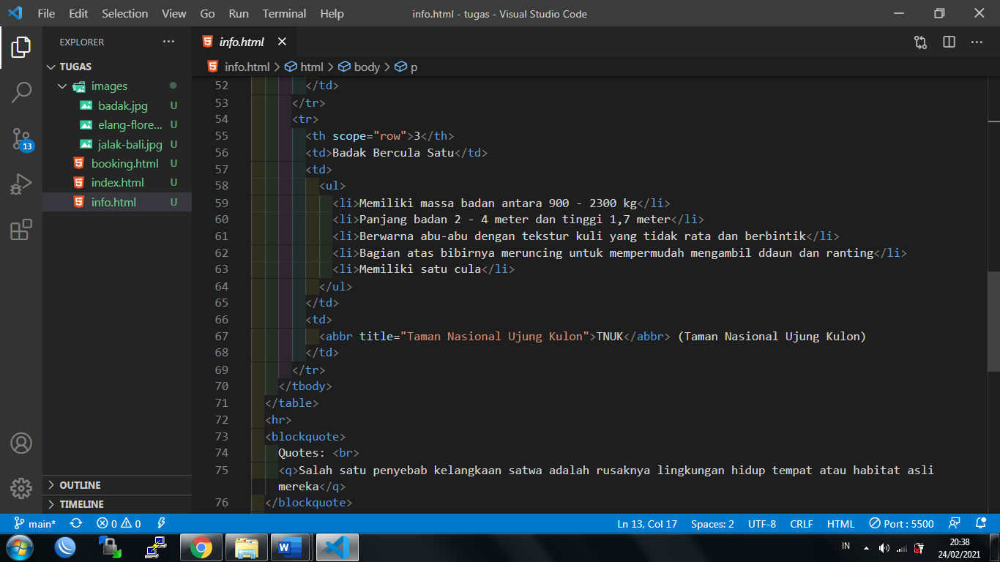 File Edit Selection View Go Run Terminal Help info.html - tugas - Visual Studio Code
EXPLORER
TUGAS
images
badak.jpg U
elang-flore... U
jalak-bali.jpg U
booking.html U
index.html U
info.html U
OUTLINE
TIMELINE
13
info.html
info.html > html > body > p
52 </td>
53 </tr>
54 <tr>
55 <th scope="row">3</th>
56 <td>Badak Bercula Satu</td>
57 <td>
58 <ul>
59 <li>Memiliki massa badan antara 900 - 2300 kg</li>
60 <li>Panjang badan 2 - 4 meter dan tinggi 1,7 meter</li>
61 <li>Berwarna abu-abu dengan tekstur kuli yang tidak rata dan berbintik</li>
62 <li>Bagian atas bibirnya meruncing untuk mempermudah mengambil ddaun dan ranting</li>
63 <li>Memiliki satu cula</li>
64 </ul>
65 </td>
66 <td>
67 <abbr title="Taman Nasional Ujung Kulon">TNUK</abbr> (Taman Nasional Ujung Kulon)
68 </td>
69 </tr>
70 </tbody>
71 </table>
72 <hr>
73 <blockquote>
74 Quotes: <br>
75 <q>Salah satu penyebab kelangkaan satwa adalah rusaknya lingkungan hidup tempat atau habitat asli
mereka</q>
76 </blockquote>
main* 0 0 Ln 13, Col 17 Spaces: 2 UTF-8 CRLF HTML Port : 5500
IN 20:38
24/02/2021